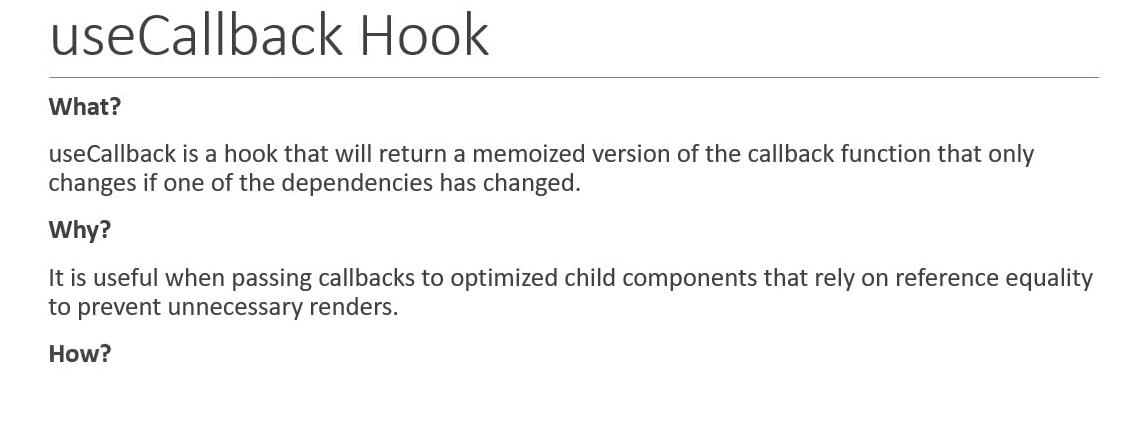 useCallback Hook
What?
useCallback is a hook that will return a memoized version of the callback function that only
changes if one of the dependencies has changed.
Why?
It is useful when passing callbacks to optimized child components that rely on reference equality
to prevent unnecessary renders.
How?